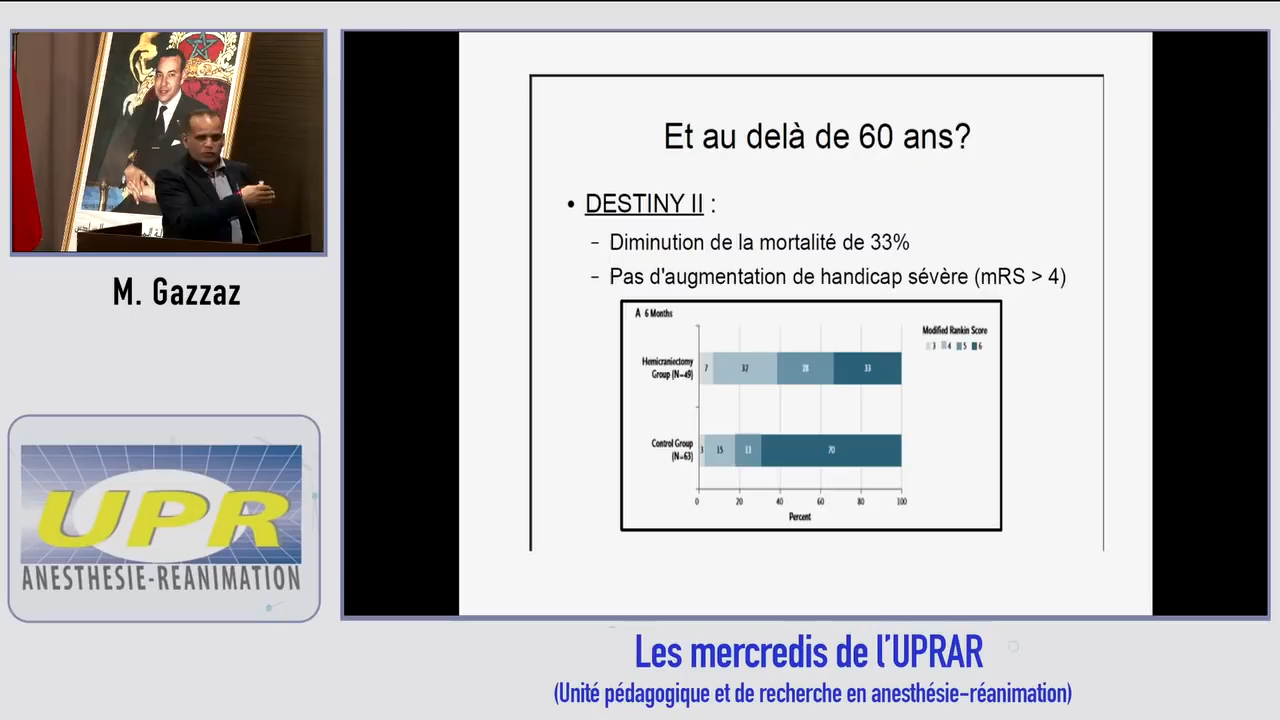 M. Gazzaz
UPR
ANESTHESIE-REANIMATION
Et au delà de 60 ans?
• DESTINY II :
– Diminution de la mortalité de 33%
– Pas d'augmentation de handicap sévère (mRS > 4)
A 6 Months
Modified Rankin Score
3 4 5 6
Hemicraniectomy
Group (N=49)
7 32 28 33
Control Group
(N=63)
3 15 13 70
0 20 40 60 80 100
Percent
Les mercredis de l'UPRAR
(Unité pédagogique et de recherche en anesthésie-réanimation)